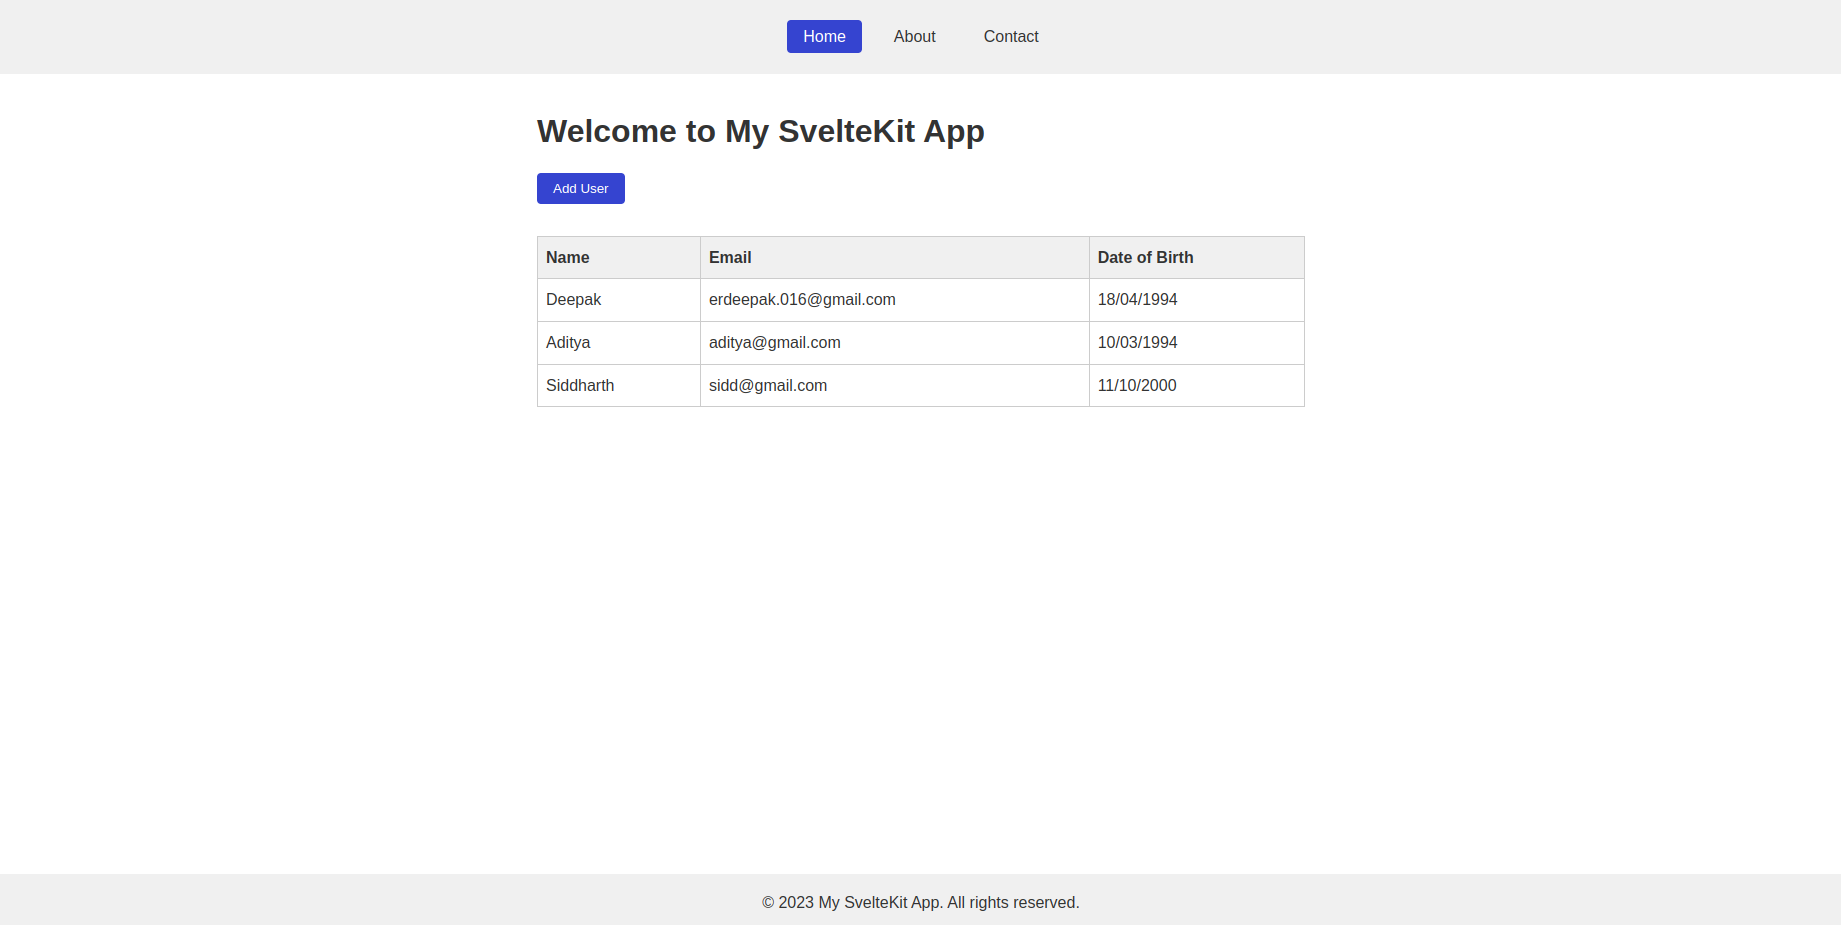 Home About Contact
Welcome to My SvelteKit App
Add User
Name Email Date of Birth
Deepak erdeepak.016@gmail.com 18/04/1994
Aditya aditya@gmail.com 10/03/1994
Siddharth sidd@gmail.com 11/10/2000
© 2023 My SvelteKit App. All rights reserved.